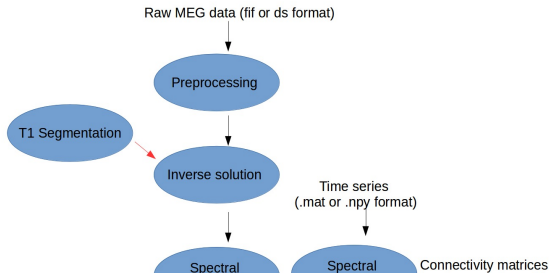 Raw MEG data (fif or ds format)
Preprocessing
T1 Segmentation
Inverse solution
Time series
(.mat or .npy format)
Spectral
Spectral
Connectivity matrices